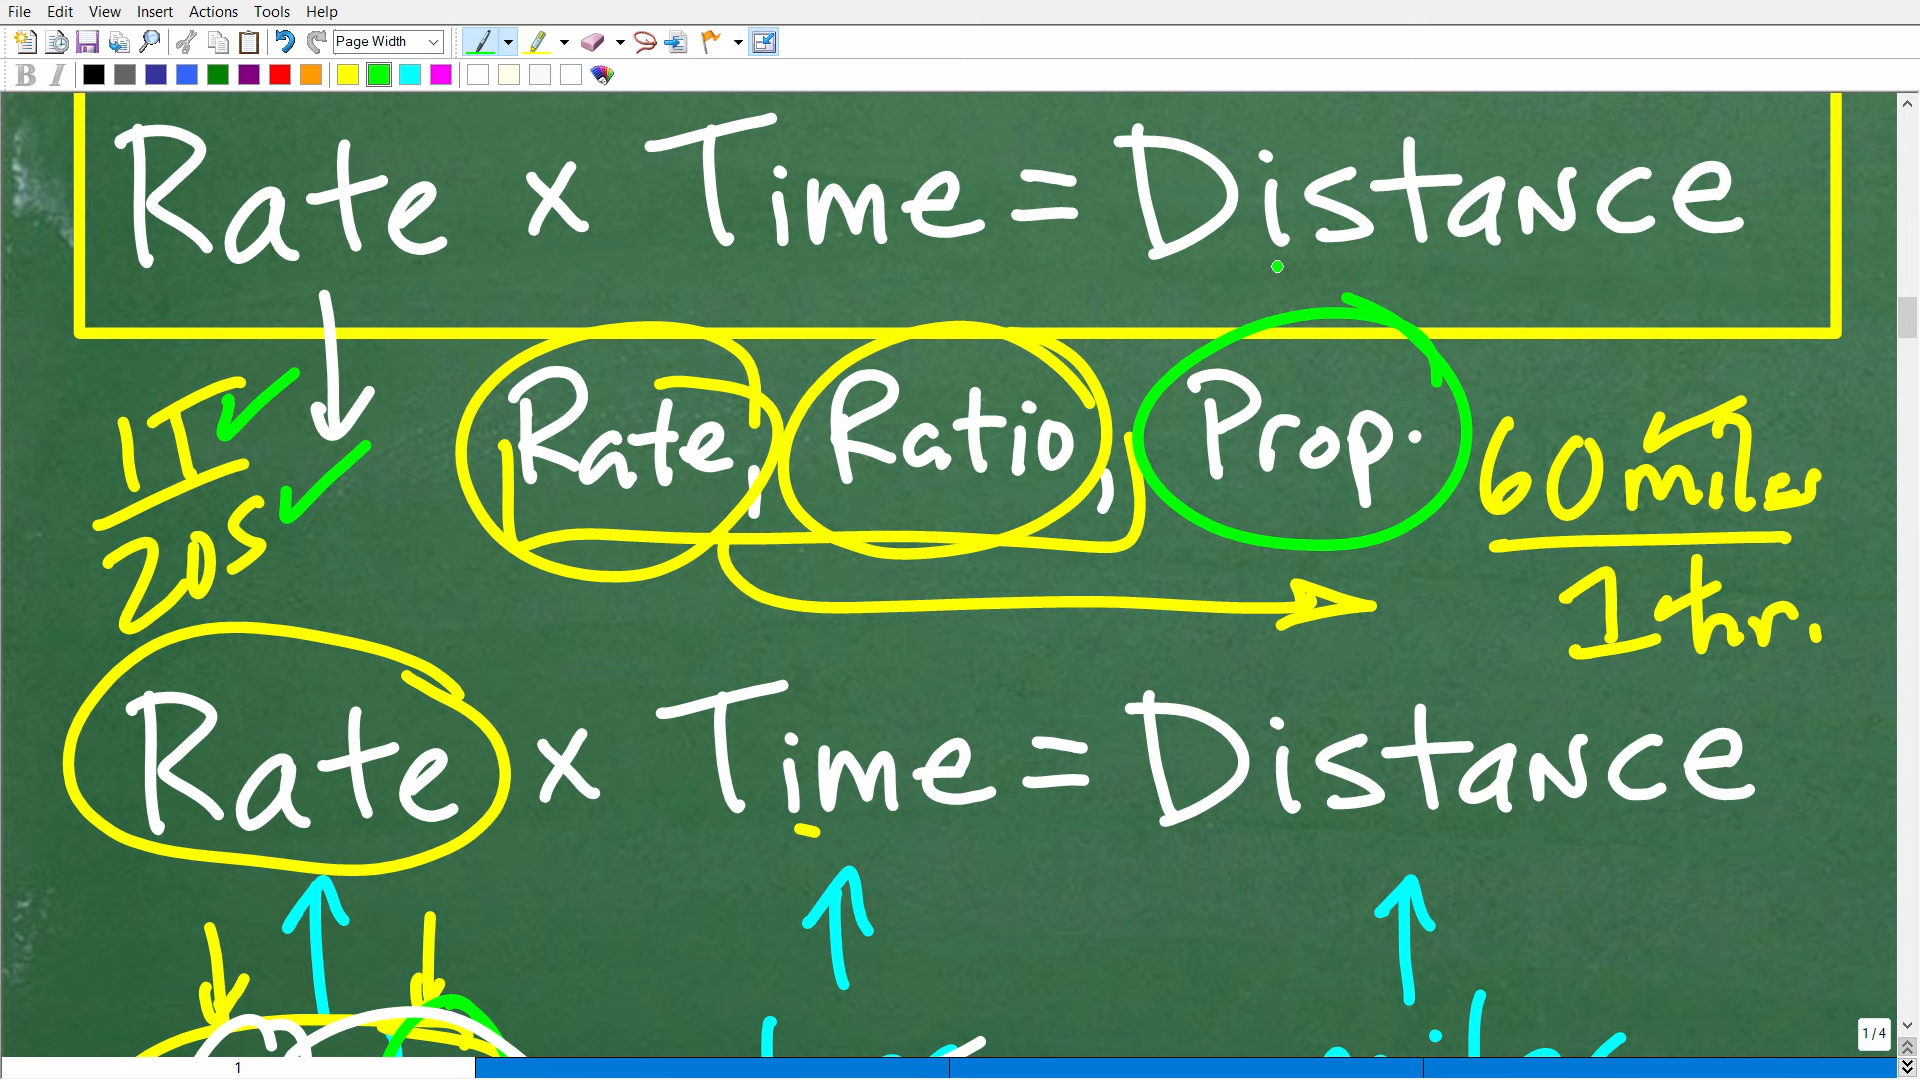 File Edit View Insert Actions Tools Help
Page Width
B I
Rate x Time = Distance
Rate, Ratio, Prop.
60 miles
1 hr.
20s
Rate x Time = Distance
1/4
1